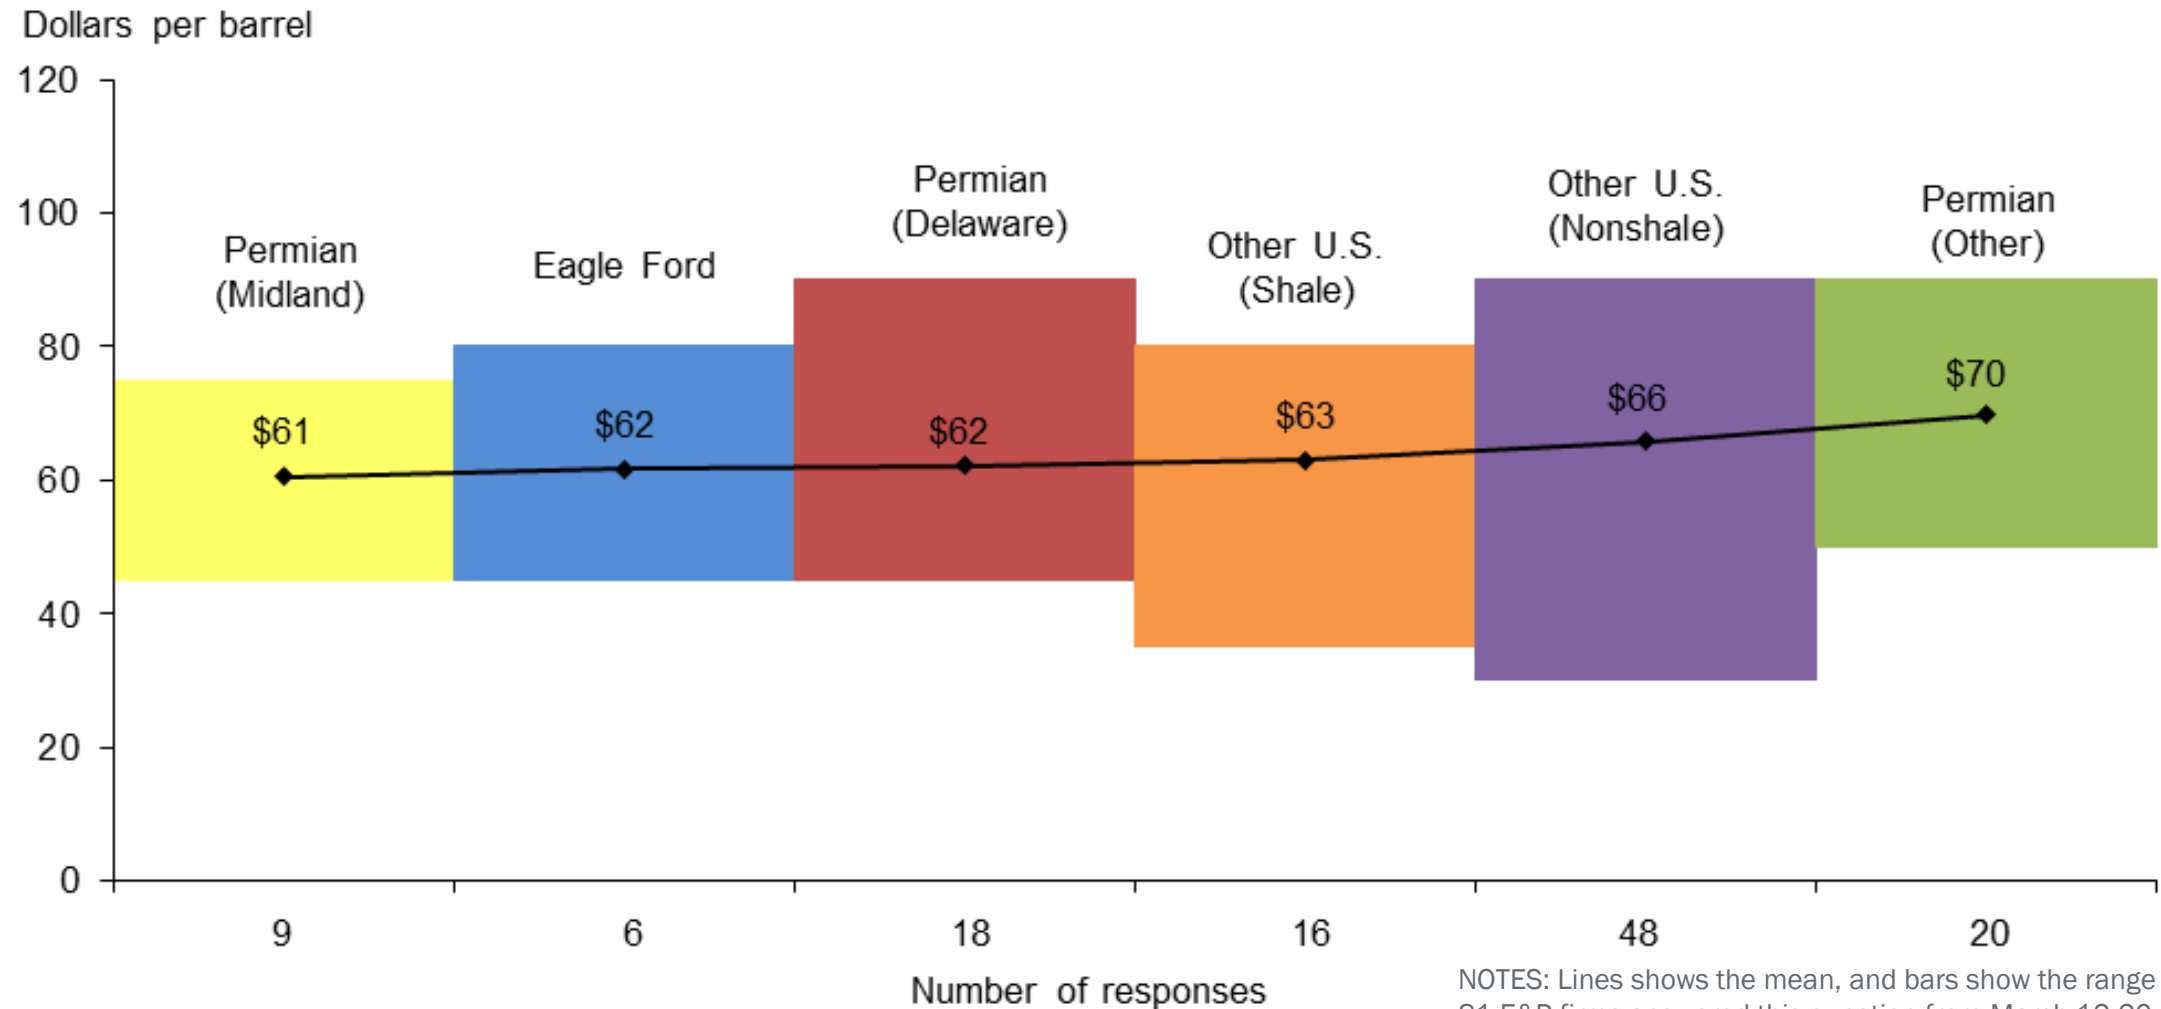 Dollars per barrel
120
100
80
60
40
20
0
Permian
(Midland)
Eagle Ford
Permian
(Delaware)
Other U.S.
(Shale)
Other U.S.
(Nonshale)
Permian
(Other)
$61
$62
$62
$63
$66
$70
9 6 18 16 48 20
Number of responses
NOTES: Lines shows the mean, and bars show the range